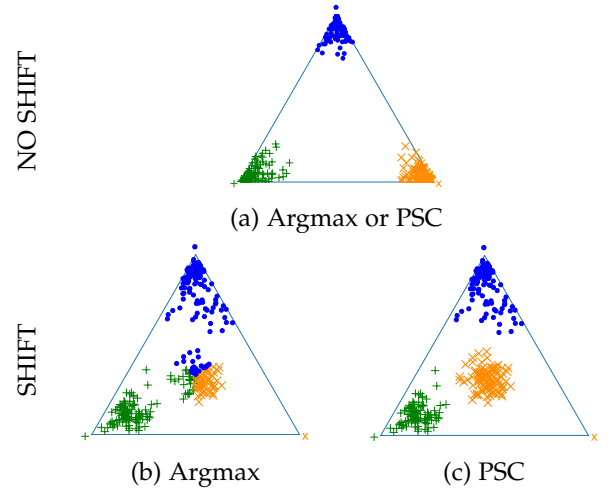 NO SHIFT
(a) Argmax or PSC
SHIFT
(b) Argmax
(c) PSC